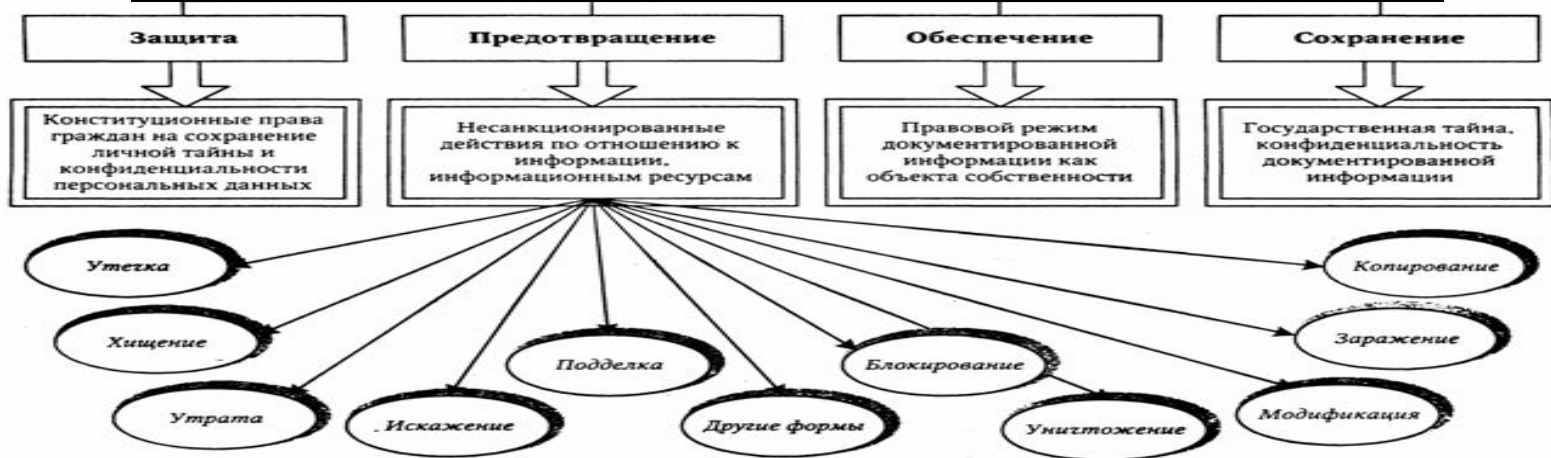 Защита
Предотвращение
Обеспечение
Сохранение
Конституционные права
граждан на сохранение
личной тайны и
конфиденциальности
персональных данных
Несанкционированные
действия по отношению к
информации,
информационным ресурсам
Правовой режим
документированной
информации как
объекта собственности
Государственная тайна,
конфиденциальность
документированной
информации
Утечка
Копирование
Хищение
Подделка
Блокирование
Заражение
Утрата
Искажение
Другие формы
Уничтожение
Модификация